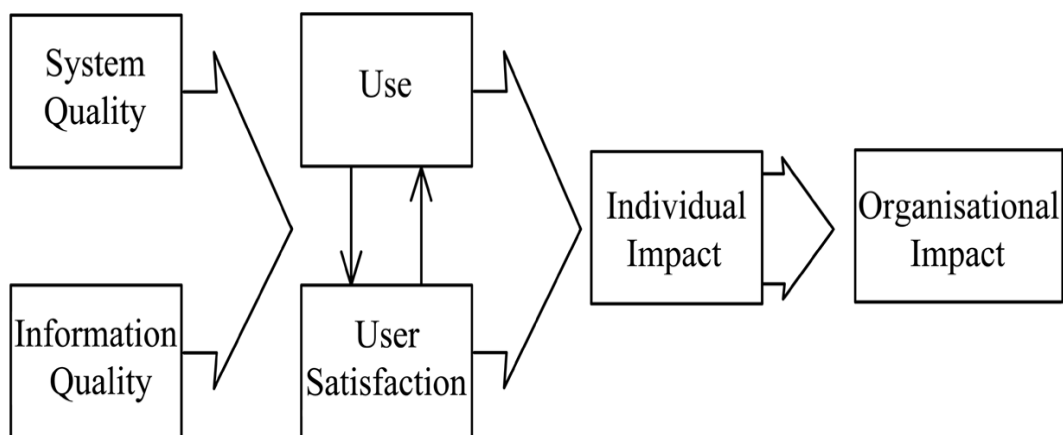 System
Quality
Use
Individual
Impact
Organisational
Impact
Information
Quality
User
Satisfaction